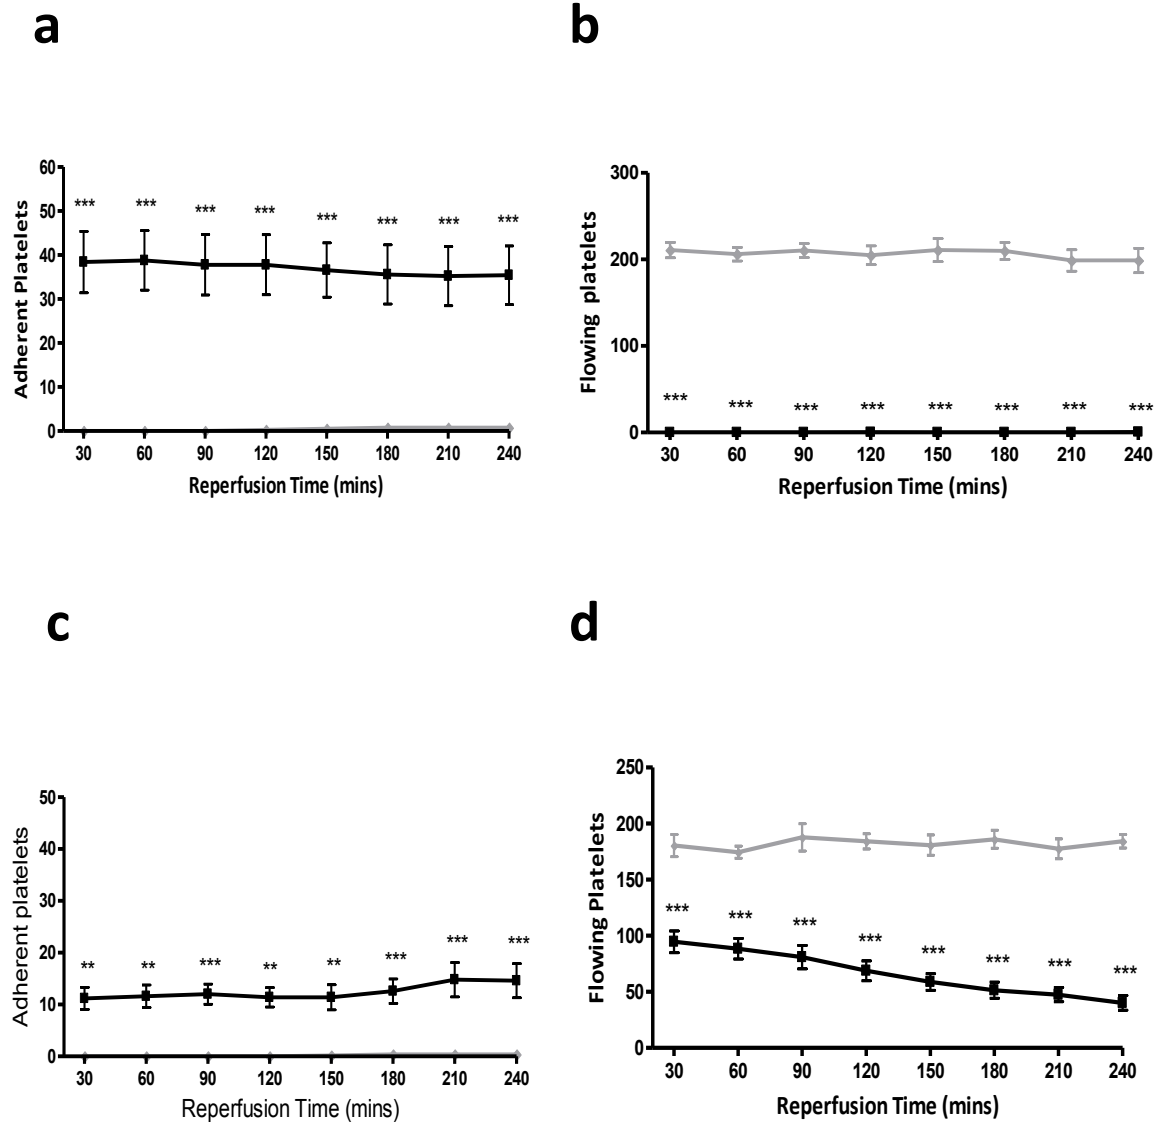 a
b
60
50
40
30
20
10
0
Adherent Platelets
*** *** *** *** *** *** *** ***
30 60 90 120 150 180 210 240
Reperfusion Time (mins)
300
200
100
0
Flowing platelets
*** *** *** *** *** *** *** ***
30 60 90 120 150 180 210 240
Reperfusion Time (mins)
c
d
50
40
30
20
10
0
Adherent platelets
** ** *** ** ** *** *** ***
30 60 90 120 150 180 210 240
Reperfusion Time (mins)
250
200
150
100
50
0
Flowing Platelets
*** *** *** *** *** *** *** ***
30 60 90 120 150 180 210 240
Reperfusion Time (mins)